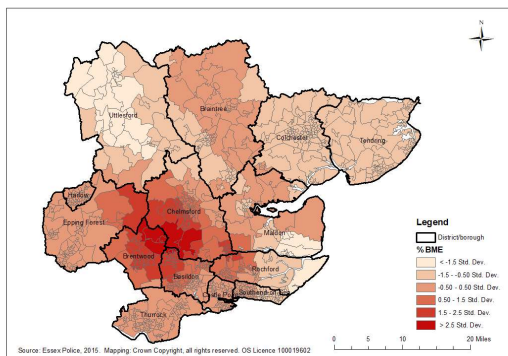 N
Uttlesford
Braintree
Colchester
Tendring
Harlow
Epping Forest
Chelmsford
Maldon
Brentwood
Basildon
Rochford
Castle P
Southend-on-Sea
Thurrock
Legend
District/borough
% BME
< -1.5 Std. Dev.
-1.5 - -0.50 Std. Dev.
-0.50 - 0.50 Std. Dev.
0.50 - 1.5 Std. Dev.
1.5 - 2.5 Std. Dev.
> 2.5 Std. Dev.
0 5 10 20 Miles
Source: Essex Police, 2015. Mapping: Crown Copyright, all rights reserved. OS Licence 100019602